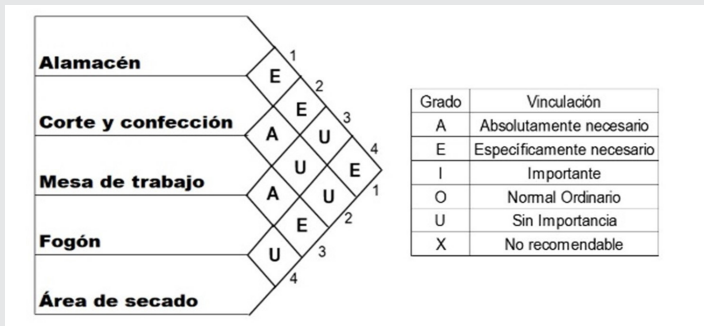 Alamacén
Corte y confección
Mesa de trabajo
Fogón
Área de secado
1
E
2
E
3
A
U
4
U
E
1
A
U
2
E
3
U
4
Grado Vinculación
A Absolutamente necesario
E Específicamente necesario
I Importante
O Normal Ordinario
U Sin Importancia
X No recomendable